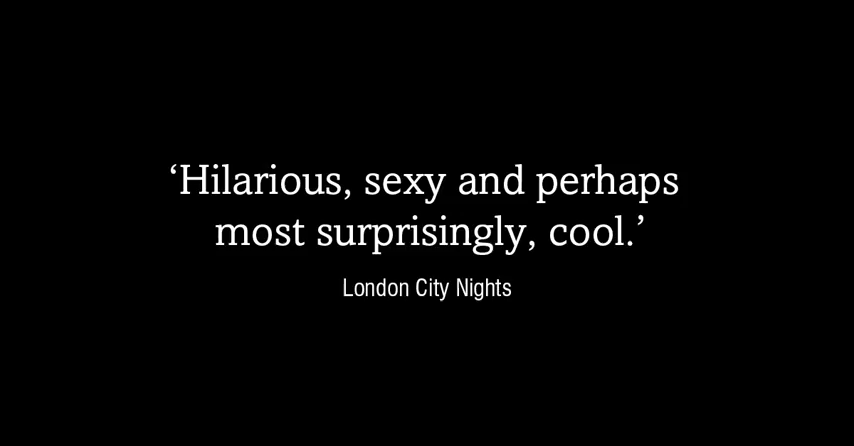 ‘Hilarious, sexy and perhaps
most surprisingly, cool.’
London City Nights